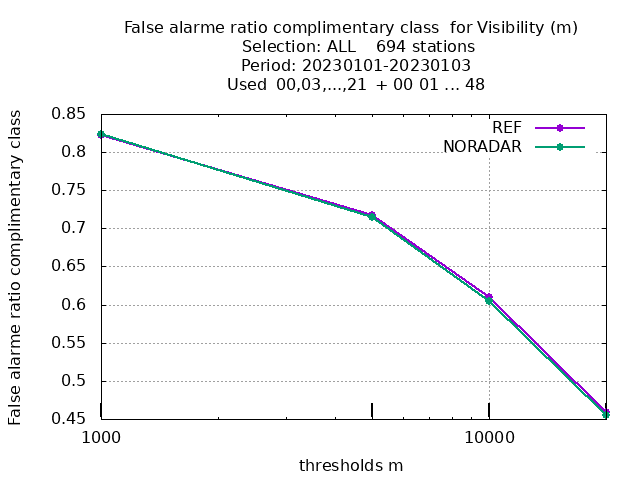 False alarme ratio complimentary class  for Visibility (m)
Selection: ALL    694 stations
Period: 20230101-20230103
Used  00,03,...,21  + 00 01 ... 48
False alarme ratio complimentary class
0.85
0.8
0.75
0.7
0.65
0.6
0.55
0.5
0.45
REF
NORADAR
1000
10000
thresholds m